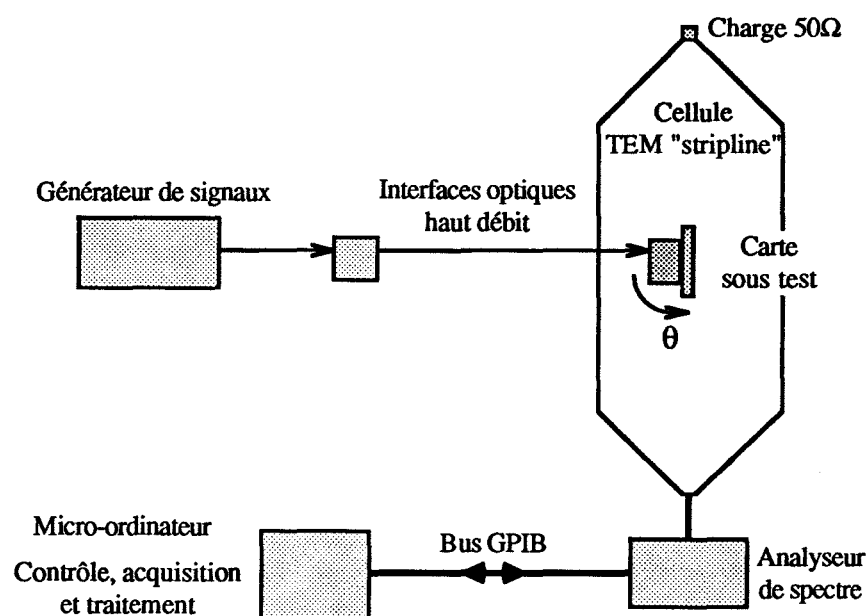 Charge 50Ω
Cellule
TEM "stripline"
Générateur de signaux
Interfaces optiques
haut débit
Carte
sous test
θ
Micro-ordinateur
Contrôle, acquisition
et traitement
Bus GPIB
Analyseur
de spectre